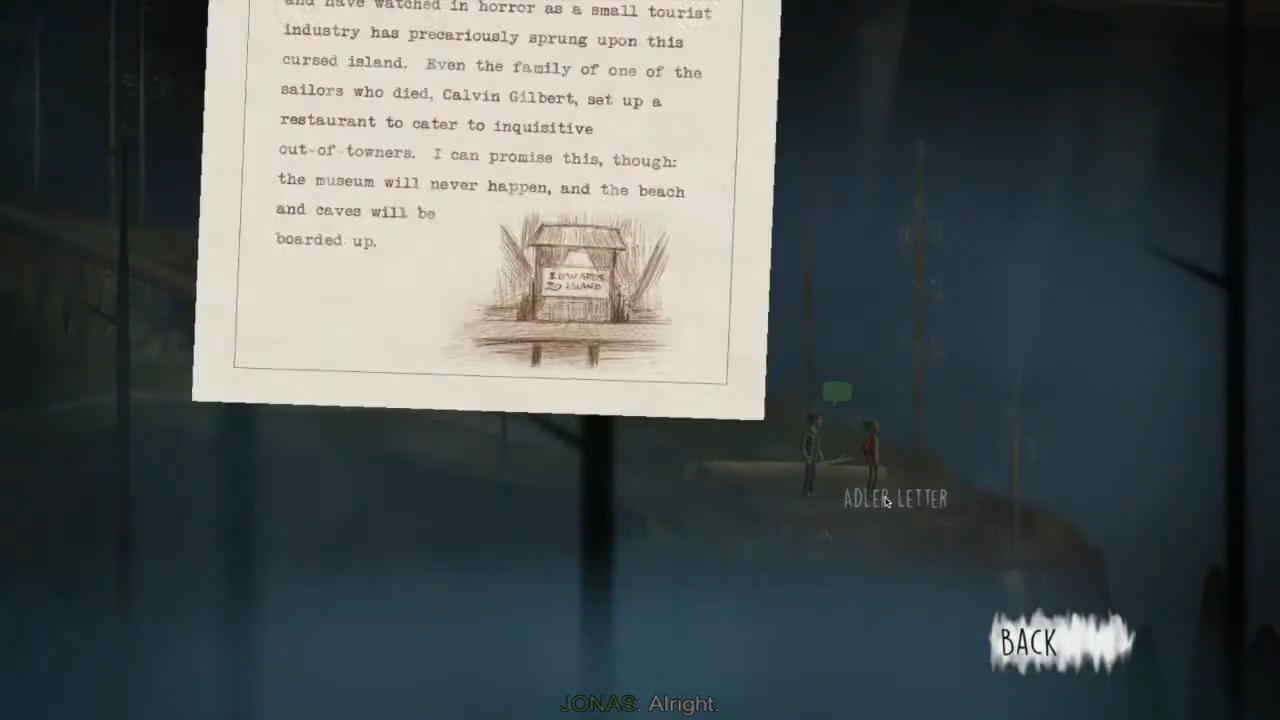 and have watched in horror as a small tourist
industry has precariously sprung upon this
cursed island. Even the family of one of the
sailors who died, Calvin Gilbert, set up a
restaurant to cater to inquisitive
out-of-towners. I can promise this, though:
the museum will never happen, and the beach
and caves will be
boarded up.
EDWARDS
ISLAND
ADLER LETTER
BACK
JONAS: Alright.